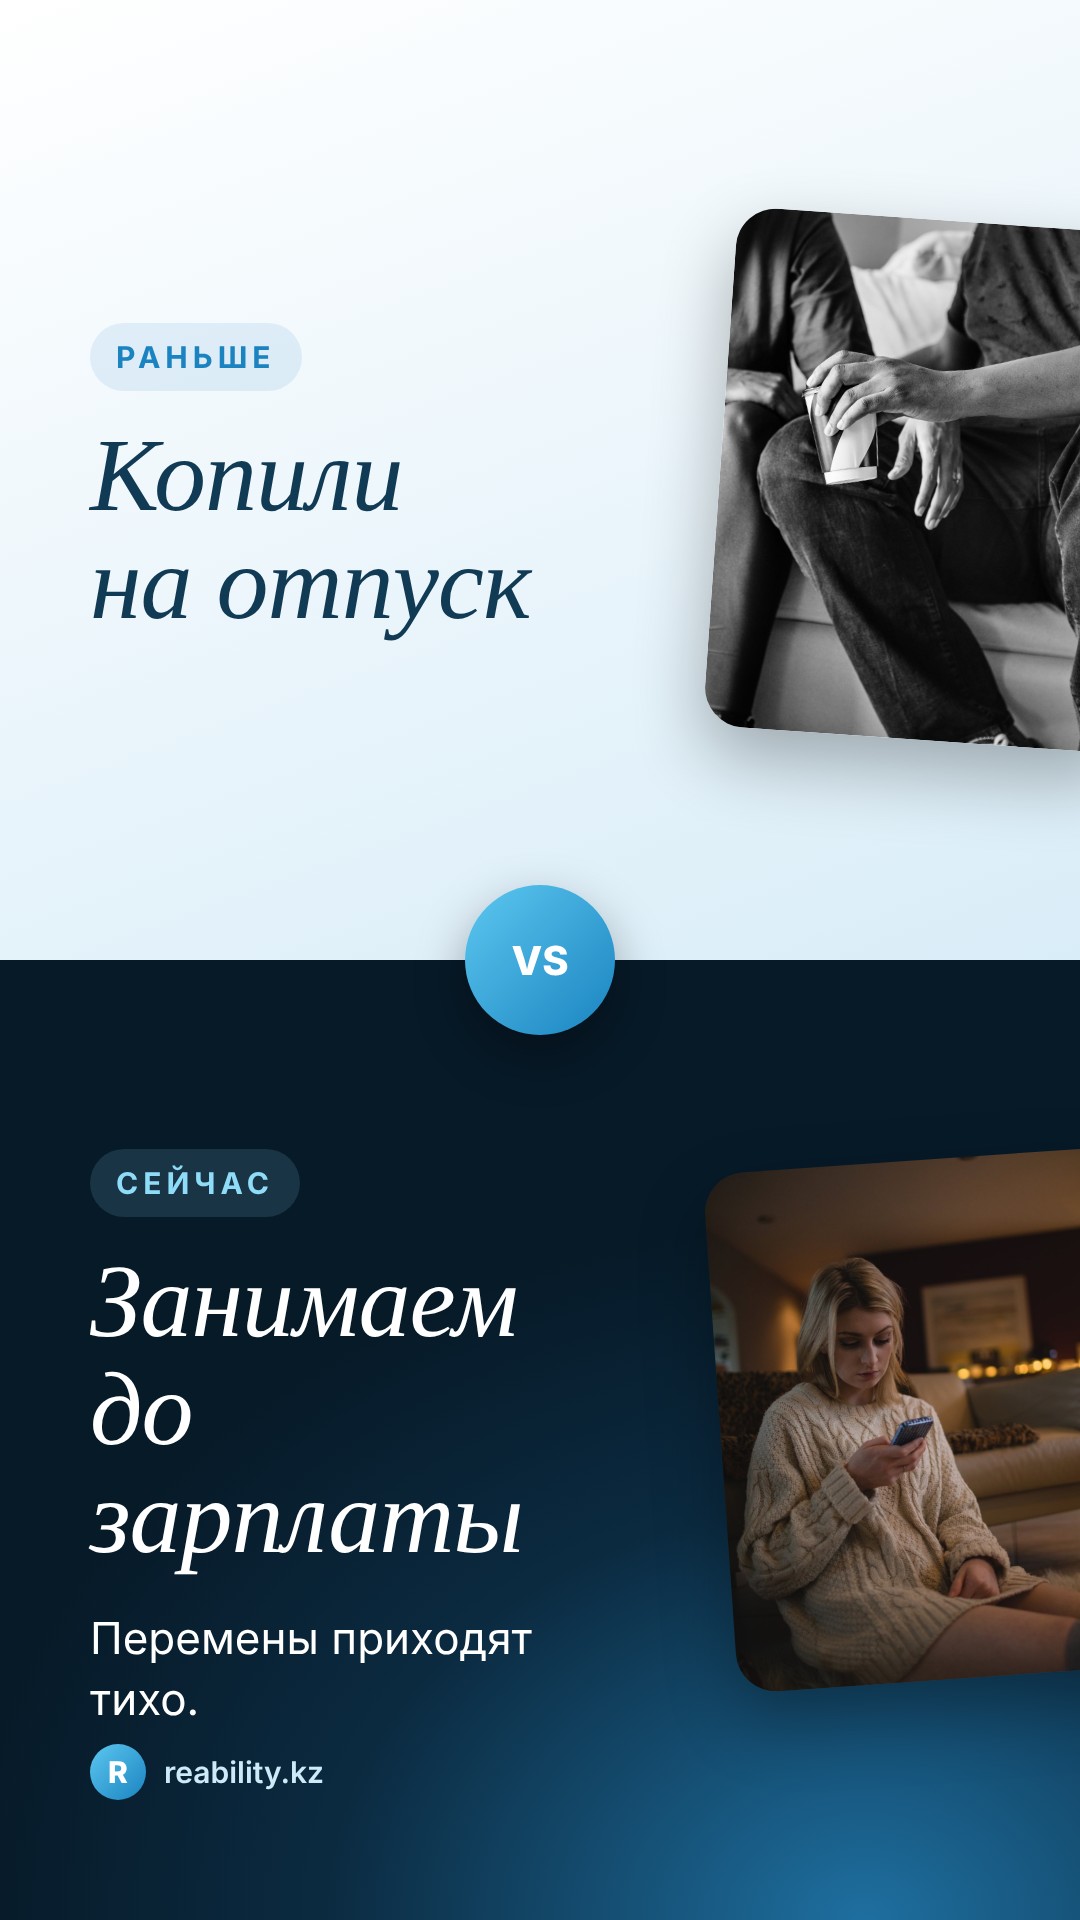 РАНЬШЕ
Копили
на отпуск
VS
СЕЙЧАС
Занимаем
до
зарплаты
Перемены приходят
тихо.
R reability.kz